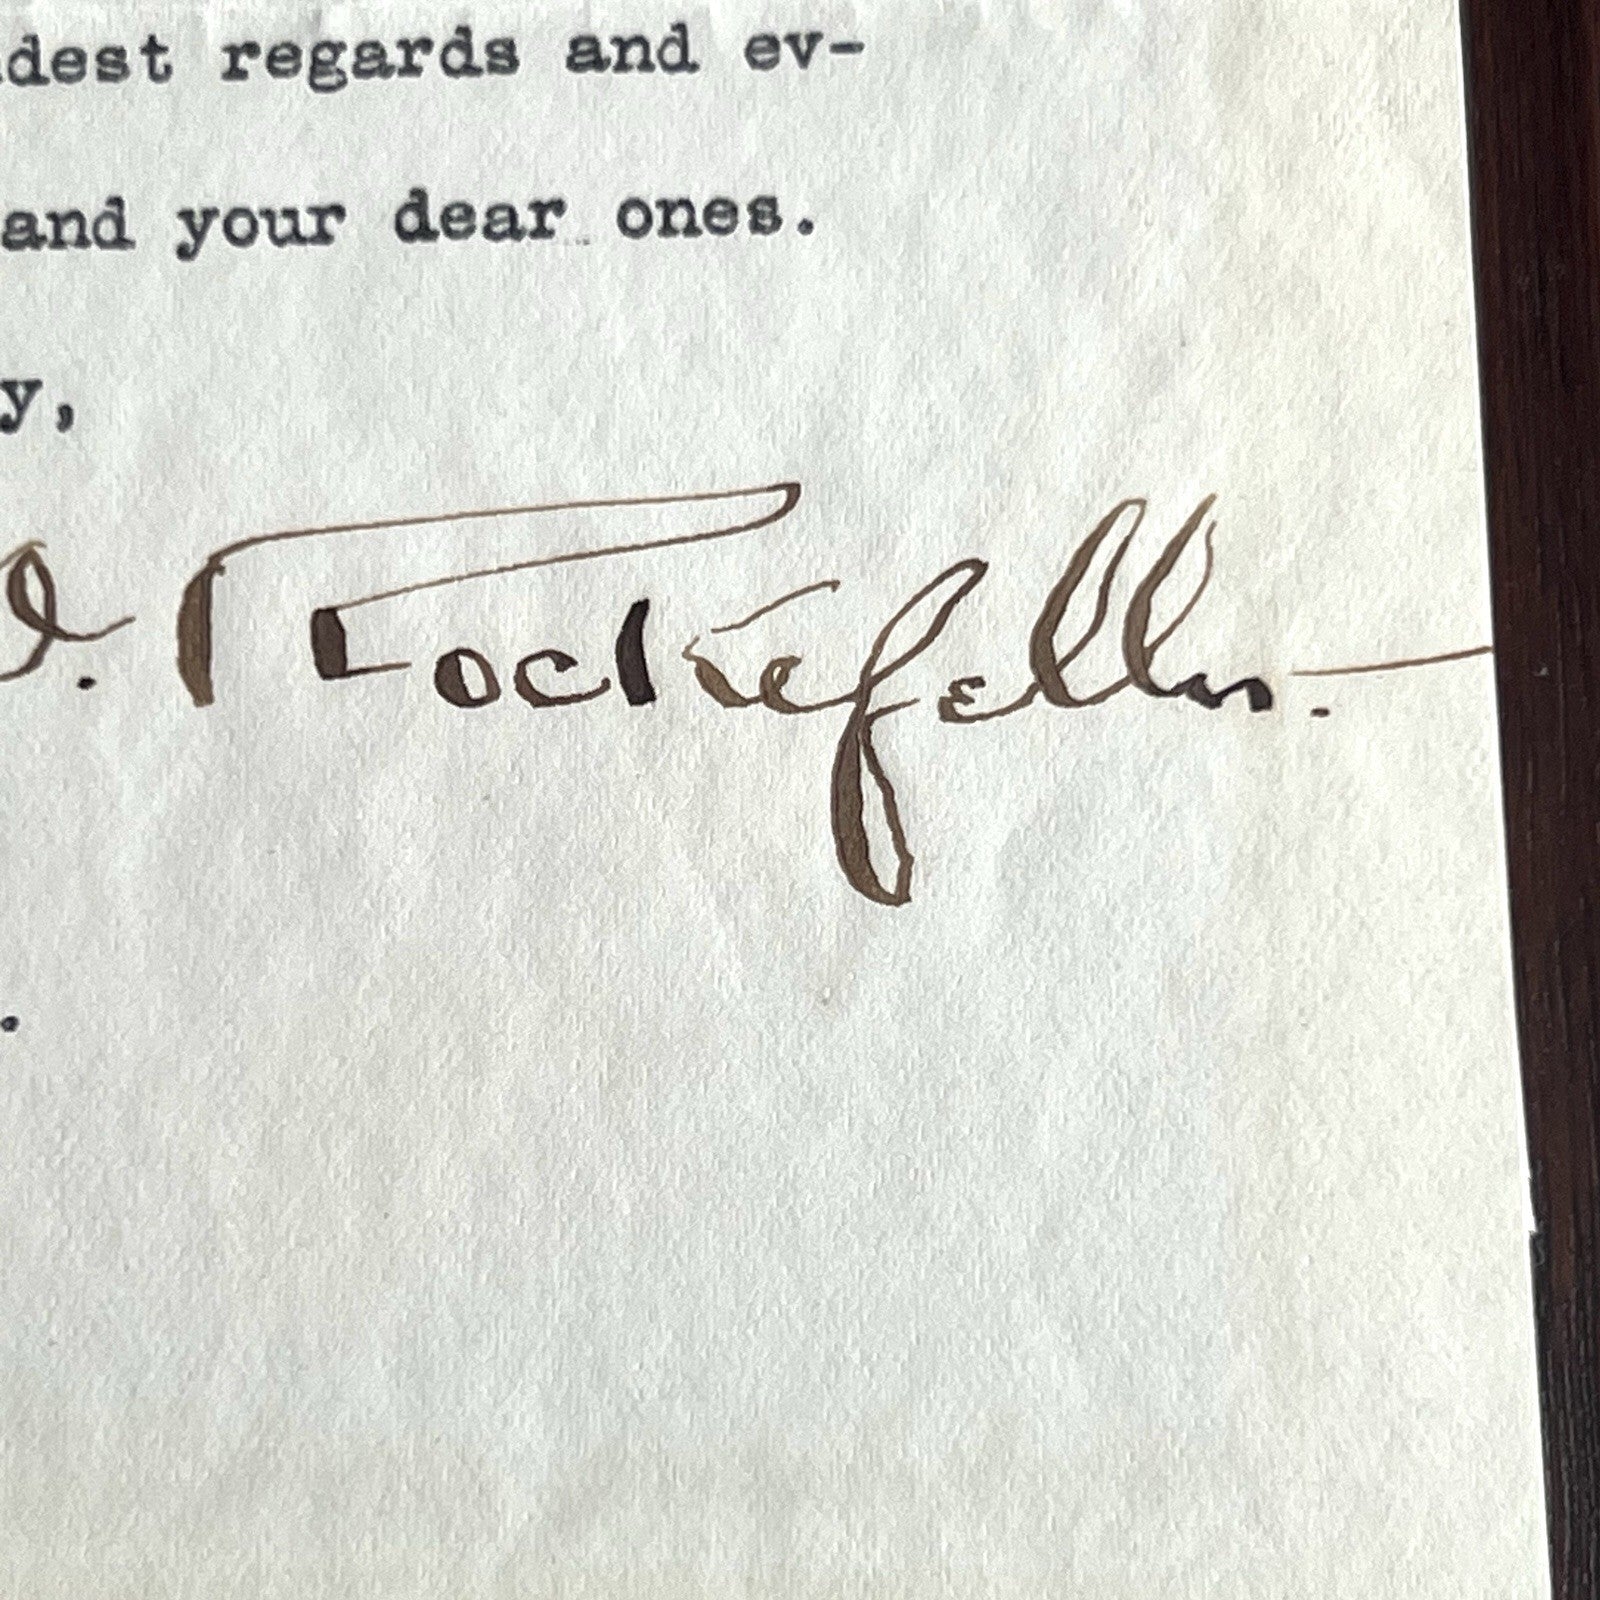 dest regards and ev-
and your dear ones.
y,
D. Rockefeller.
.